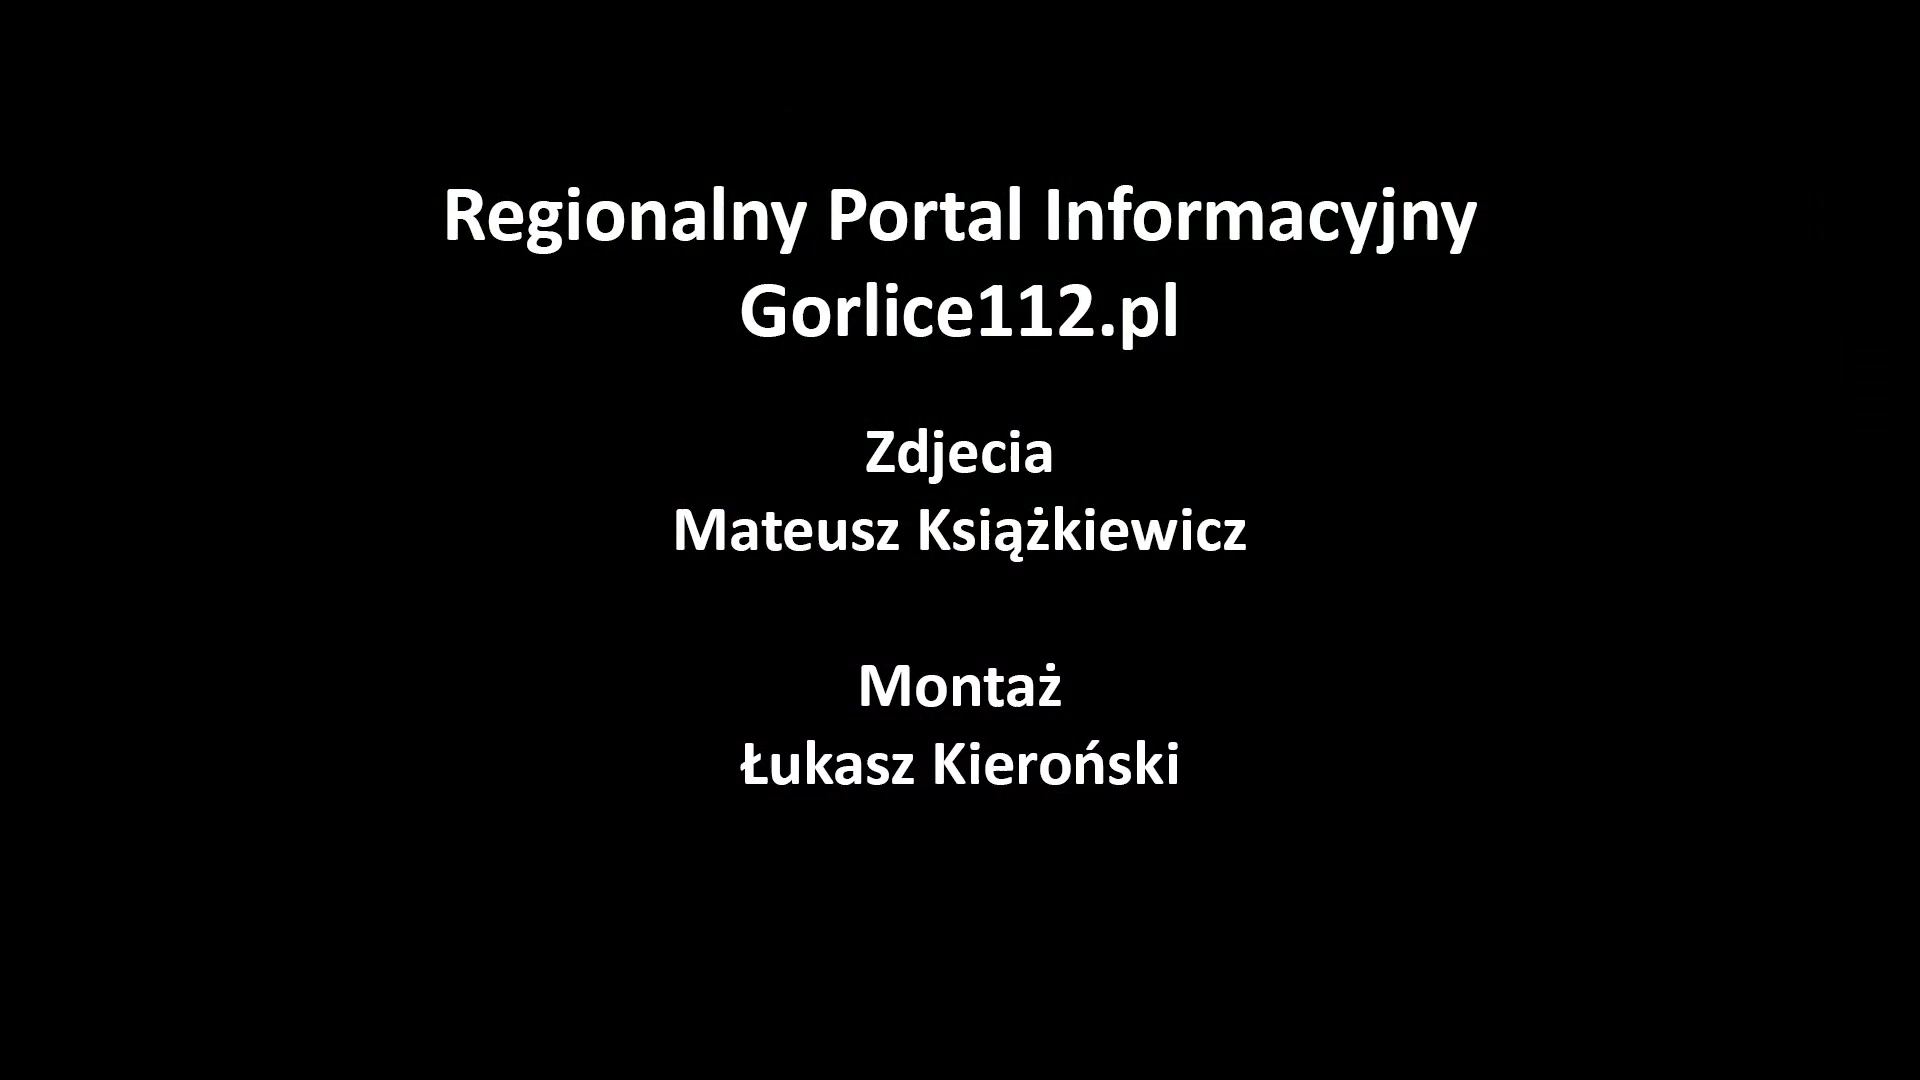 Regionalny Portal Informacyjny
Gorlice112.pl
Zdjecia
Mateusz Książkiewicz
Montaż
Łukasz Kieroński